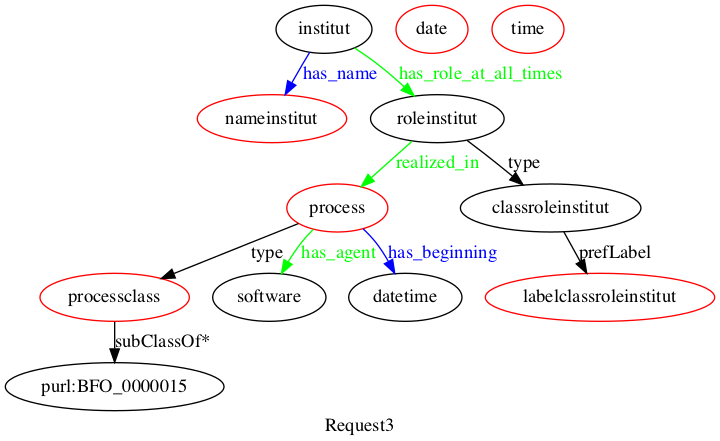 institut
date
time
has_name
has_role_at_all_times
nameinstitut
roleinstitut
realized_in
type
process
classroleinstitut
type
has_agent
has_beginning
prefLabel
processclass
software
datetime
labelclassroleinstitut
subClassOf*
purl:BFO_0000015
Request3